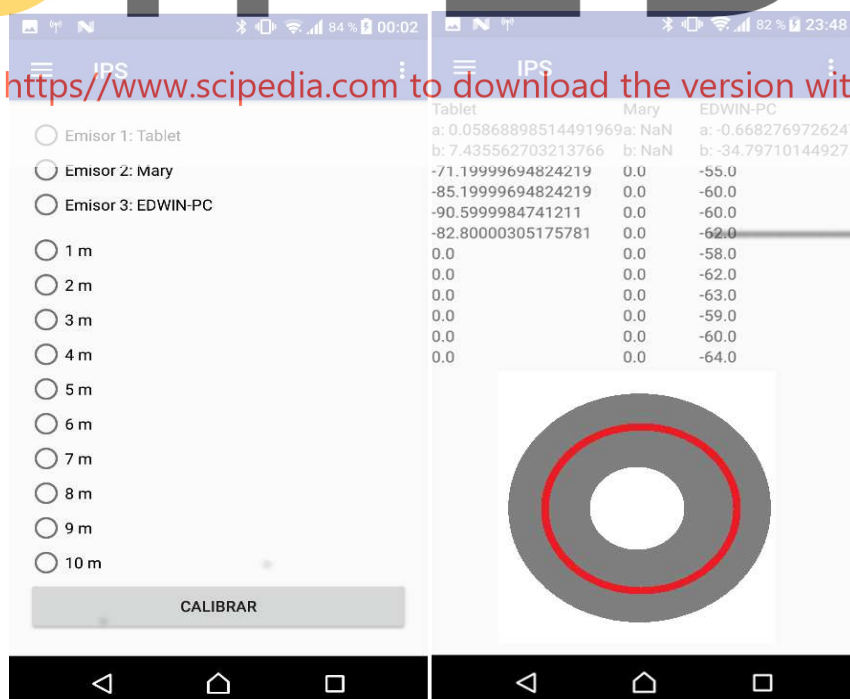 84 % 00:02
IPS
https//www.scipedia.com to download the version wit
Emisor 1: Tablet
Emisor 2: Mary
Emisor 3: EDWIN-PC
1 m
2 m
3 m
4 m
5 m
6 m
7 m
8 m
9 m
10 m
CALIBRAR
82 % 23:48
IPS
Tablet Mary EDWIN-PC
a: 0.05868898514491969 a: NaN a: -0.668276972624
b: 7.435562703213766 b: NaN b: -34.79710144927
-71.19999694824219 0.0 -55.0
-85.19999694824219 0.0 -60.0
-90.5999984741211 0.0 -60.0
-82.80000305175781 0.0 -62.0
0.0 0.0 -58.0
0.0 0.0 -62.0
0.0 0.0 -63.0
0.0 0.0 -59.0
0.0 0.0 -60.0
0.0 0.0 -64.0